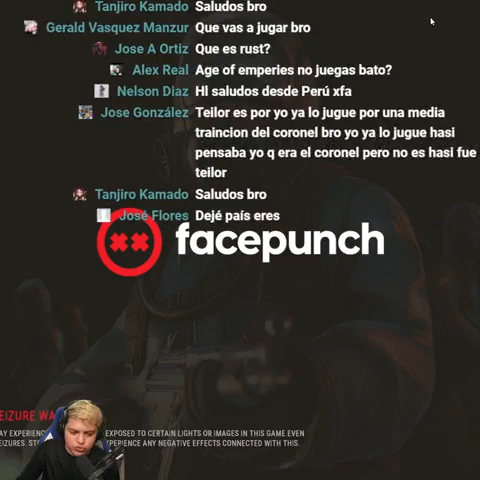 Tanjiro Kamado Saludos bro
Gerald Vasquez Manzur Que vas a jugar bro
Jose A Ortiz Que es rust?
Alex Real Age of emperies no juegas bato?
Nelson Diaz Hl saludos desde Perú xfa
Jose González Teilor es por yo ya lo jugue por una media
traincion del coronel bro yo ya lo jugue hasi
pensaba yo q era el coronel pero no es hasi fue
teilor
Tanjiro Kamado Saludos bro
José Flores Dejé país eres
facepunch
EIZURE WA
AY EXPERIENC EXPOSED TO CERTAIN LIGHTS OR IMAGES IN THIS GAME EVEN
EIZURES. PERIENCE ANY NEGATIVE EFFECTS CONNECTED WITH THIS.